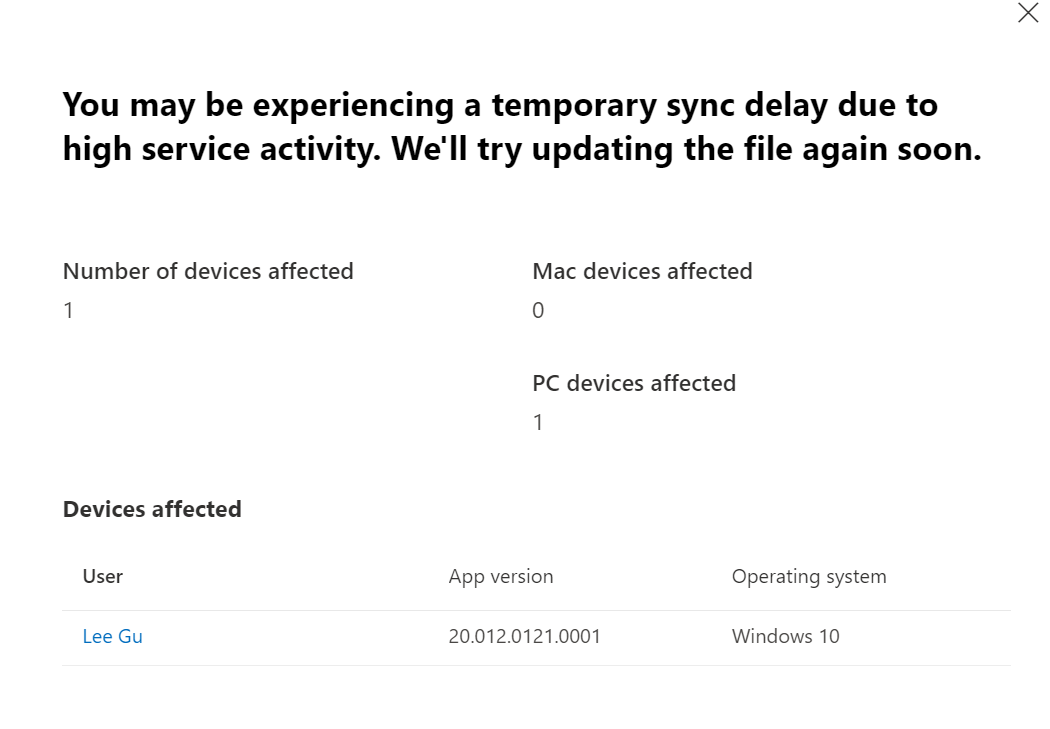 You may be experiencing a temporary sync delay due to
high service activity. We'll try updating the file again soon.
Number of devices affected
1
Mac devices affected
0
PC devices affected
1
Devices affected
User App version Operating system
Lee Gu 20.012.0121.0001 Windows 10